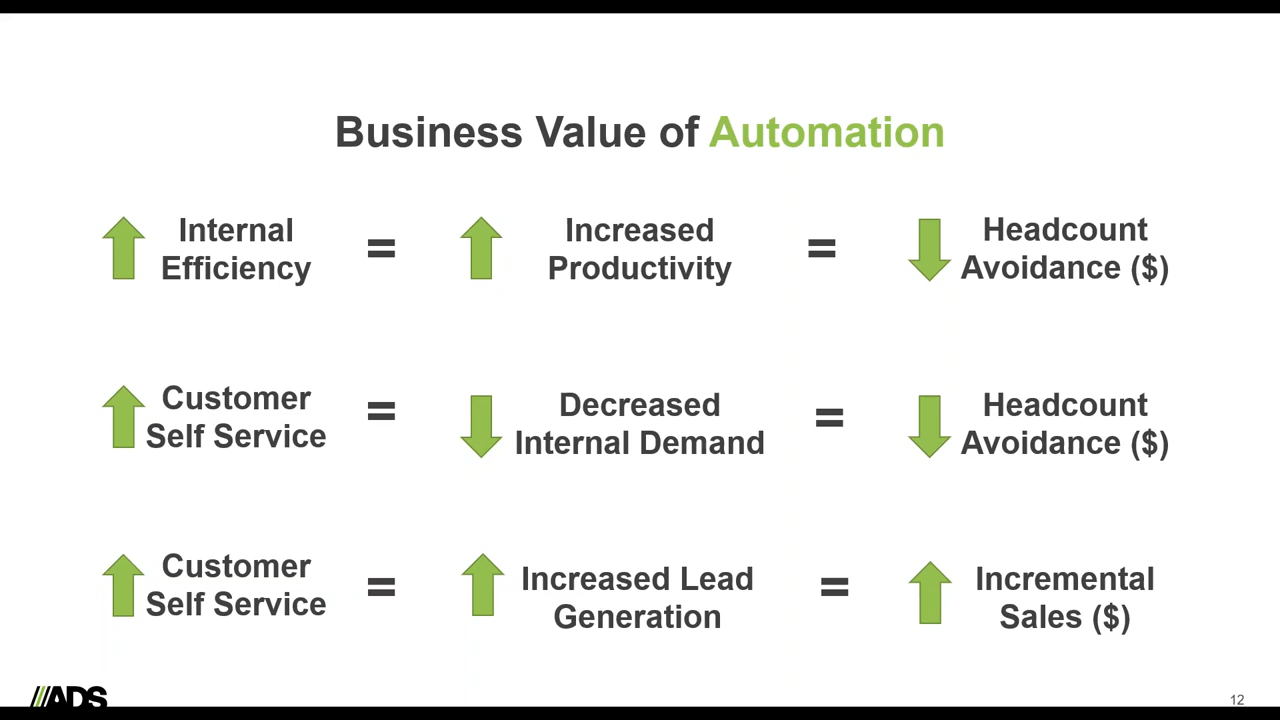 Business Value of Automation
Internal
Efficiency
=
Increased
Productivity
=
Headcount
Avoidance ($)
Customer
Self Service
=
Decreased
Internal Demand
=
Headcount
Avoidance ($)
Customer
Self Service
=
Increased Lead
Generation
=
Incremental
Sales ($)
ADS
12